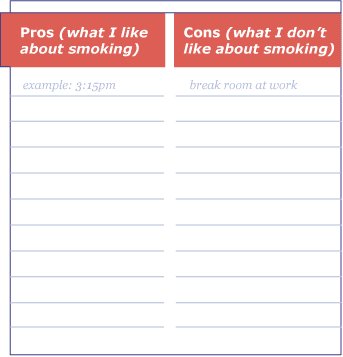 Pros (what I like
about smoking)
Cons (what I don't
like about smoking)
example: 3:15pm
break room at work